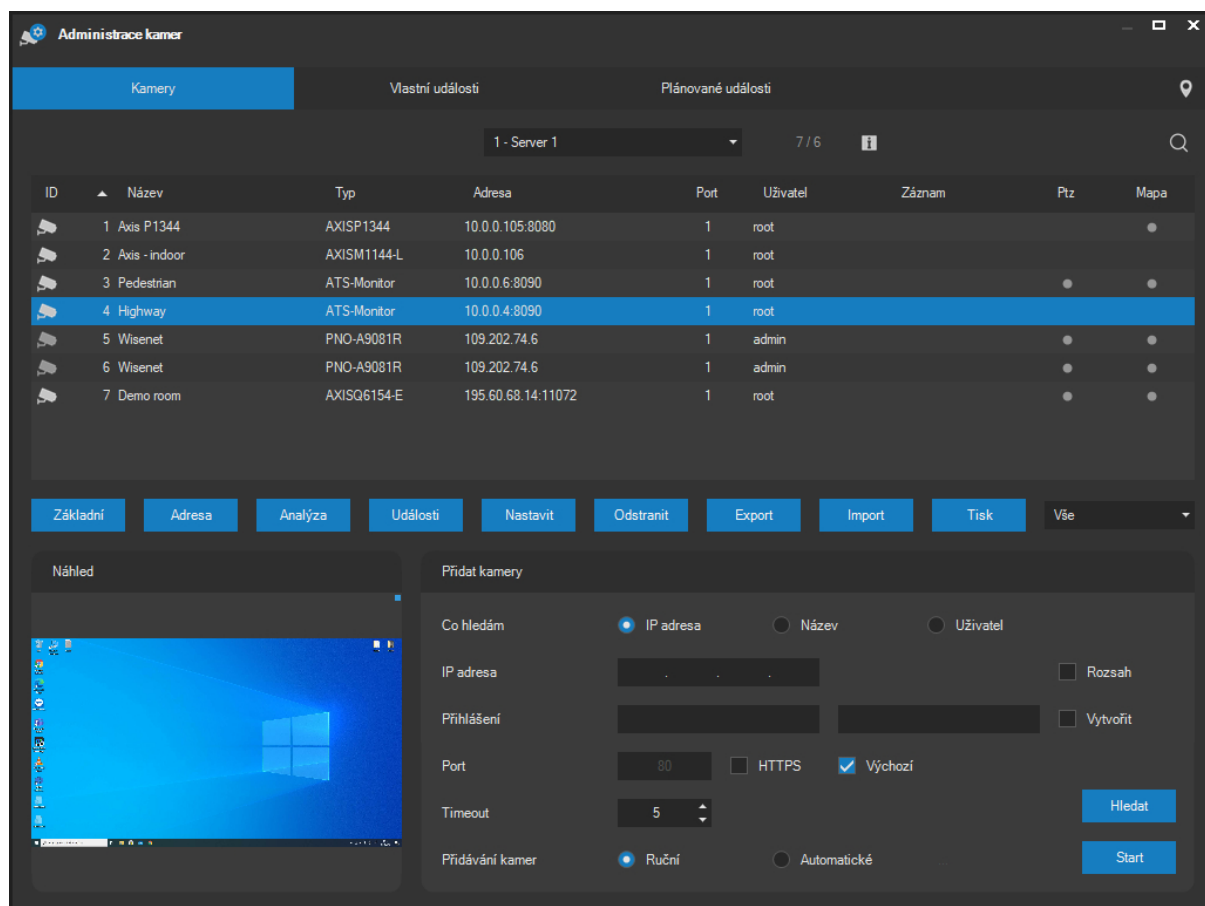 Administrace kamer
Kamery Vlastní události Plánované události
1 - Server 1 7 / 6
ID Název Typ Adresa Port Uživatel Záznam Ptz Mapa
1 Axis P1344 AXISP1344 10.0.0.105:8080 1 root
2 Axis - indoor AXISM1144-L 10.0.0.106 1 root
3 Pedestrian ATS-Monitor 10.0.0.6:8090 1 root
4 Highway ATS-Monitor 10.0.0.4:8090 1 root
5 Wisenet PNO-A9081R 109.202.74.6 1 admin
6 Wisenet PNO-A9081R 109.202.74.6 1 admin
7 Demo room AXISQ6154-E 195.60.68.14:11072 1 root
Základní Adresa Analýza Události Nastavit Odstranit Export Import Tisk Vše
Náhled
Přidat kamery
Co hledám IP adresa Název Uživatel
IP adresa . . . Rozsah
Přihlášení Vytvořit
Port 80 HTTPS Výchozí
Timeout 5 Hledat
Přidávání kamer Ruční Automatické Start